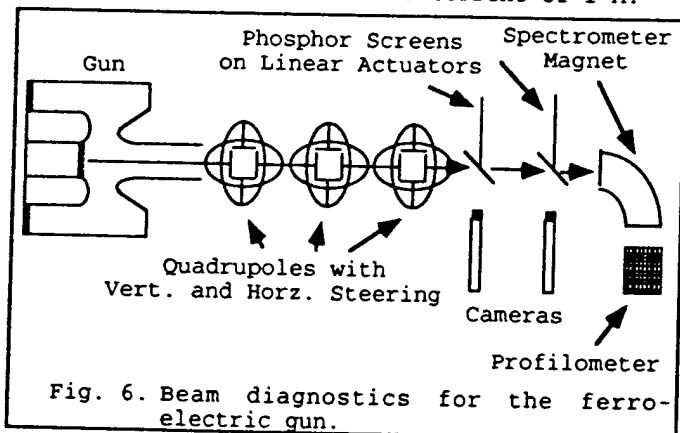 Phosphor Screens
on Linear Actuators
Spectrometer
Magnet
Gun
Quadrupoles with
Vert. and Horz. Steering
Cameras
Profilometer
Fig. 6. Beam diagnostics for the ferro-
electric gun.